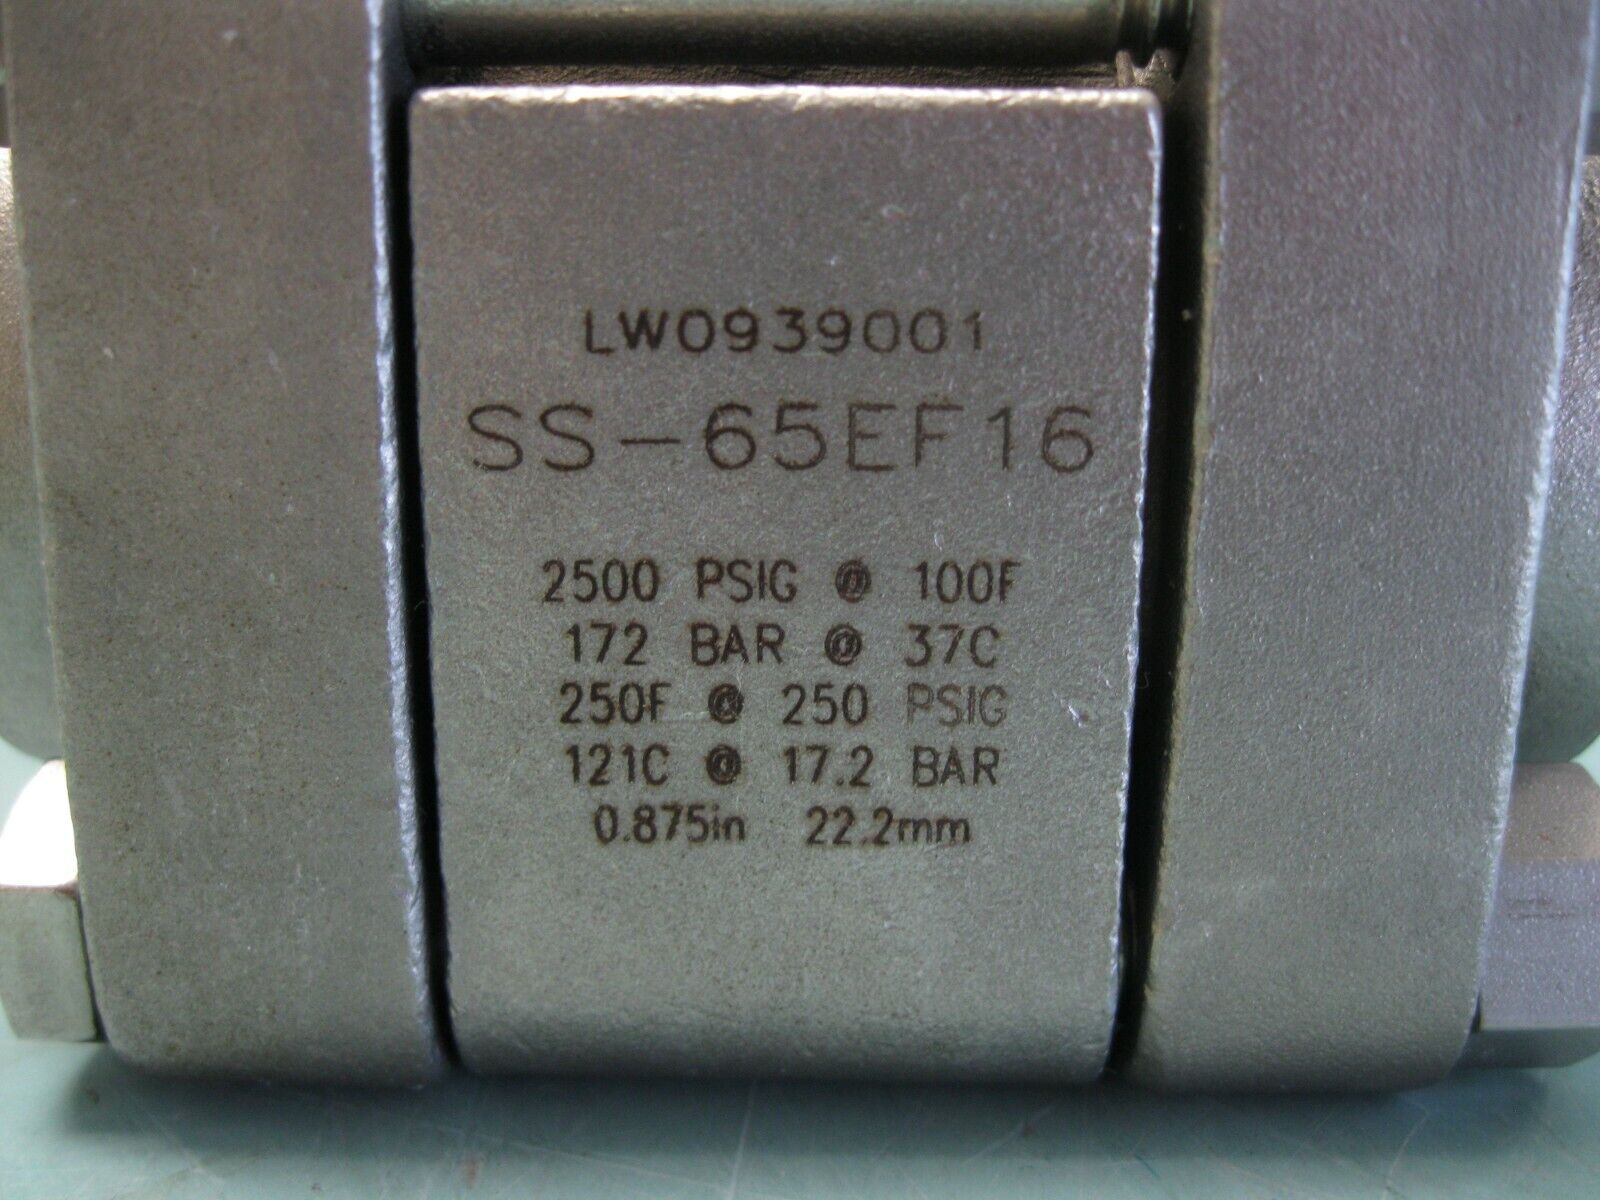 LW0939001
SS-65EF16
2500 PSIG @ 100F
172 BAR @ 37C
250F @ 250 PSIG
121C @ 17.2 BAR
0.875in 22.2mm